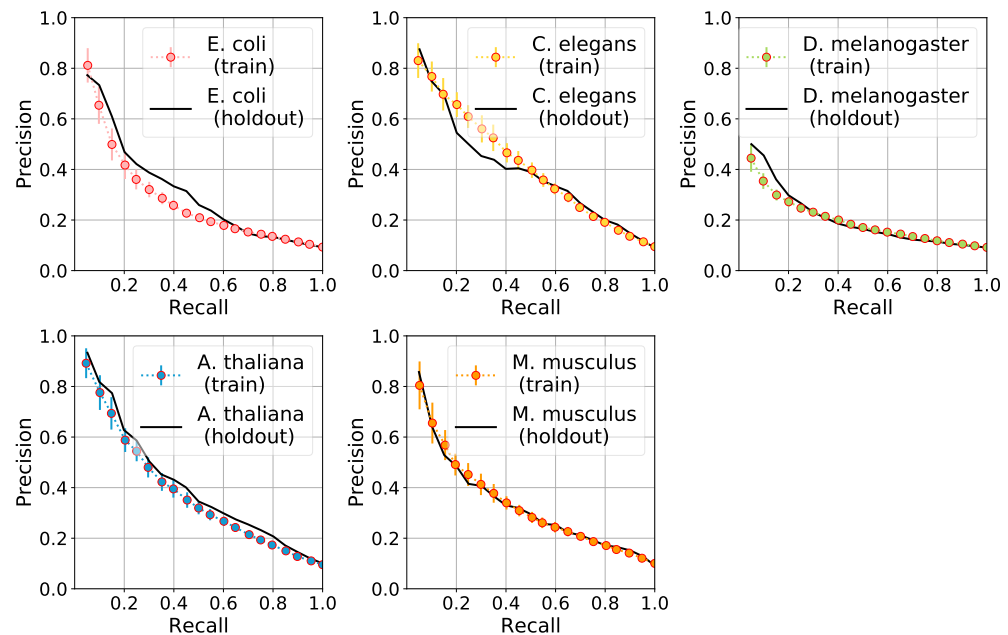 1.0
0.8
0.6
0.4
0.2
0.0
Precision
E. coli
(train)
E. coli
(holdout)
0.2 0.4 0.6 0.8 1.0
Recall
1.0
0.8
0.6
0.4
0.2
0.0
Precision
C. elegans
(train)
C. elegans
(holdout)
0.2 0.4 0.6 0.8 1.0
Recall
1.0
0.8
0.6
0.4
0.2
0.0
Precision
D. melanogaster
(train)
D. melanogaster
(holdout)
0.2 0.4 0.6 0.8 1.0
Recall
1.0
0.8
0.6
0.4
0.2
0.0
Precision
A. thaliana
(train)
A. thaliana
(holdout)
0.2 0.4 0.6 0.8 1.0
Recall
1.0
0.8
0.6
0.4
0.2
0.0
Precision
M. musculus
(train)
M. musculus
(holdout)
0.2 0.4 0.6 0.8 1.0
Recall